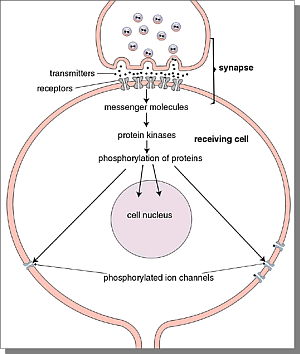 synapse
transmitters
receptors
messenger molecules
protein kinases
receiving cell
phosphorylation of proteins
cell nucleus
phosphorylated ion channels